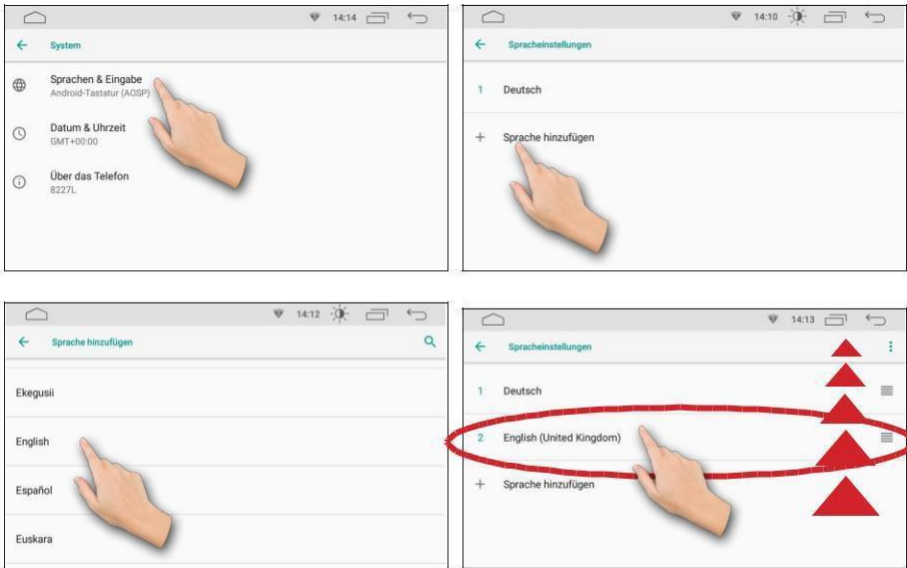 14:14
System
Sprachen & Eingabe
Android-Tastatur (AOSP)
Datum & Uhrzeit
GMT+00:00
Über das Telefon
8227L
14:10
Spracheinstellungen
1 Deutsch
+ Sprache hinzufügen
14:12
Sprache hinzufügen
Ekegusii
English
Español
Euskara
14:13
Spracheinstellungen
1 Deutsch
2 English (United Kingdom)
+ Sprache hinzufügen